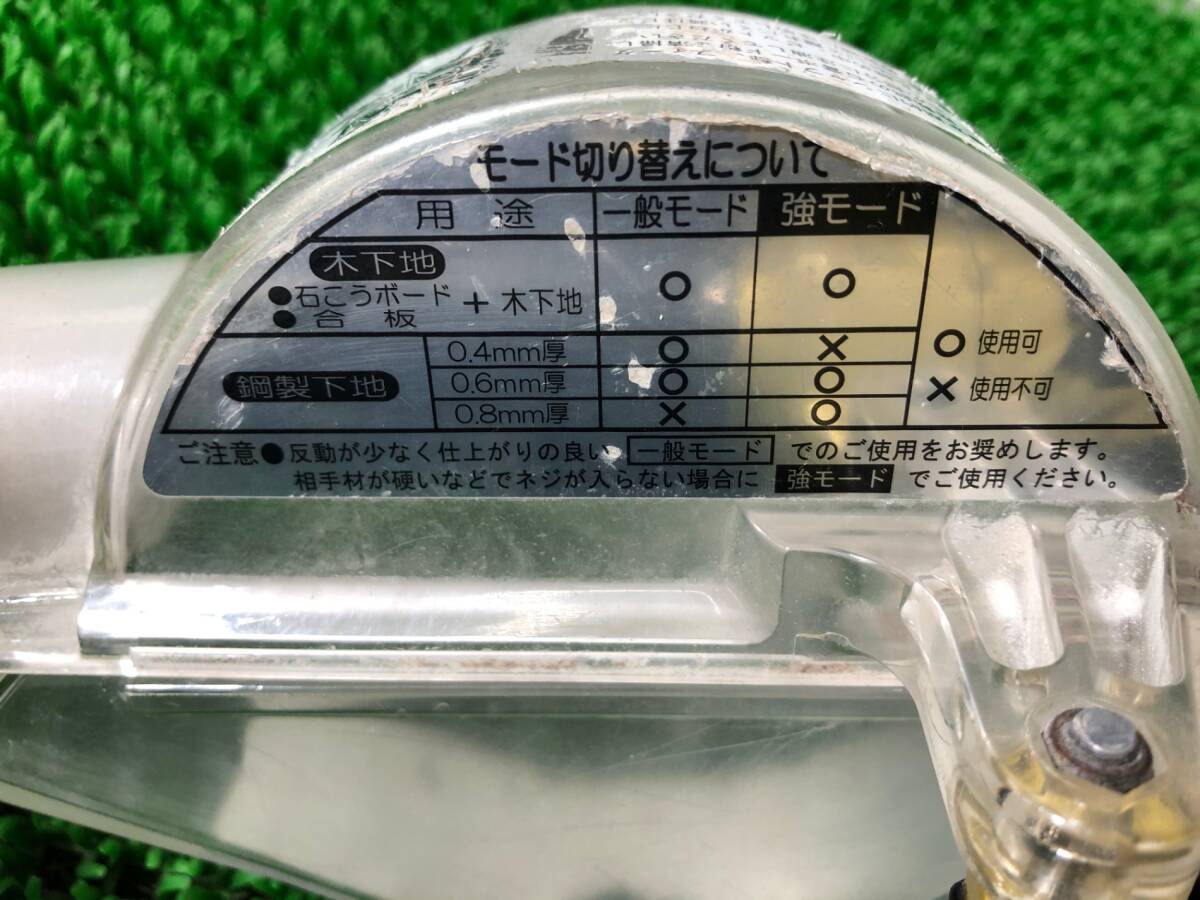 モード切り替えについて
用途 一般モード 強モード
木下地
●石こうボード
●合板
+ 木下地
○ ○
鋼製下地
0.4mm厚 ○ ×
0.6mm厚 ○ ○
0.8mm厚 × ○
○ 使用可
× 使用不可
ご注意●反動が少なく仕上がりの良い 一般モード でのご使用をお奨めします。
相手材が硬いなどでネジが入らない場合に 強モード でご使用ください。